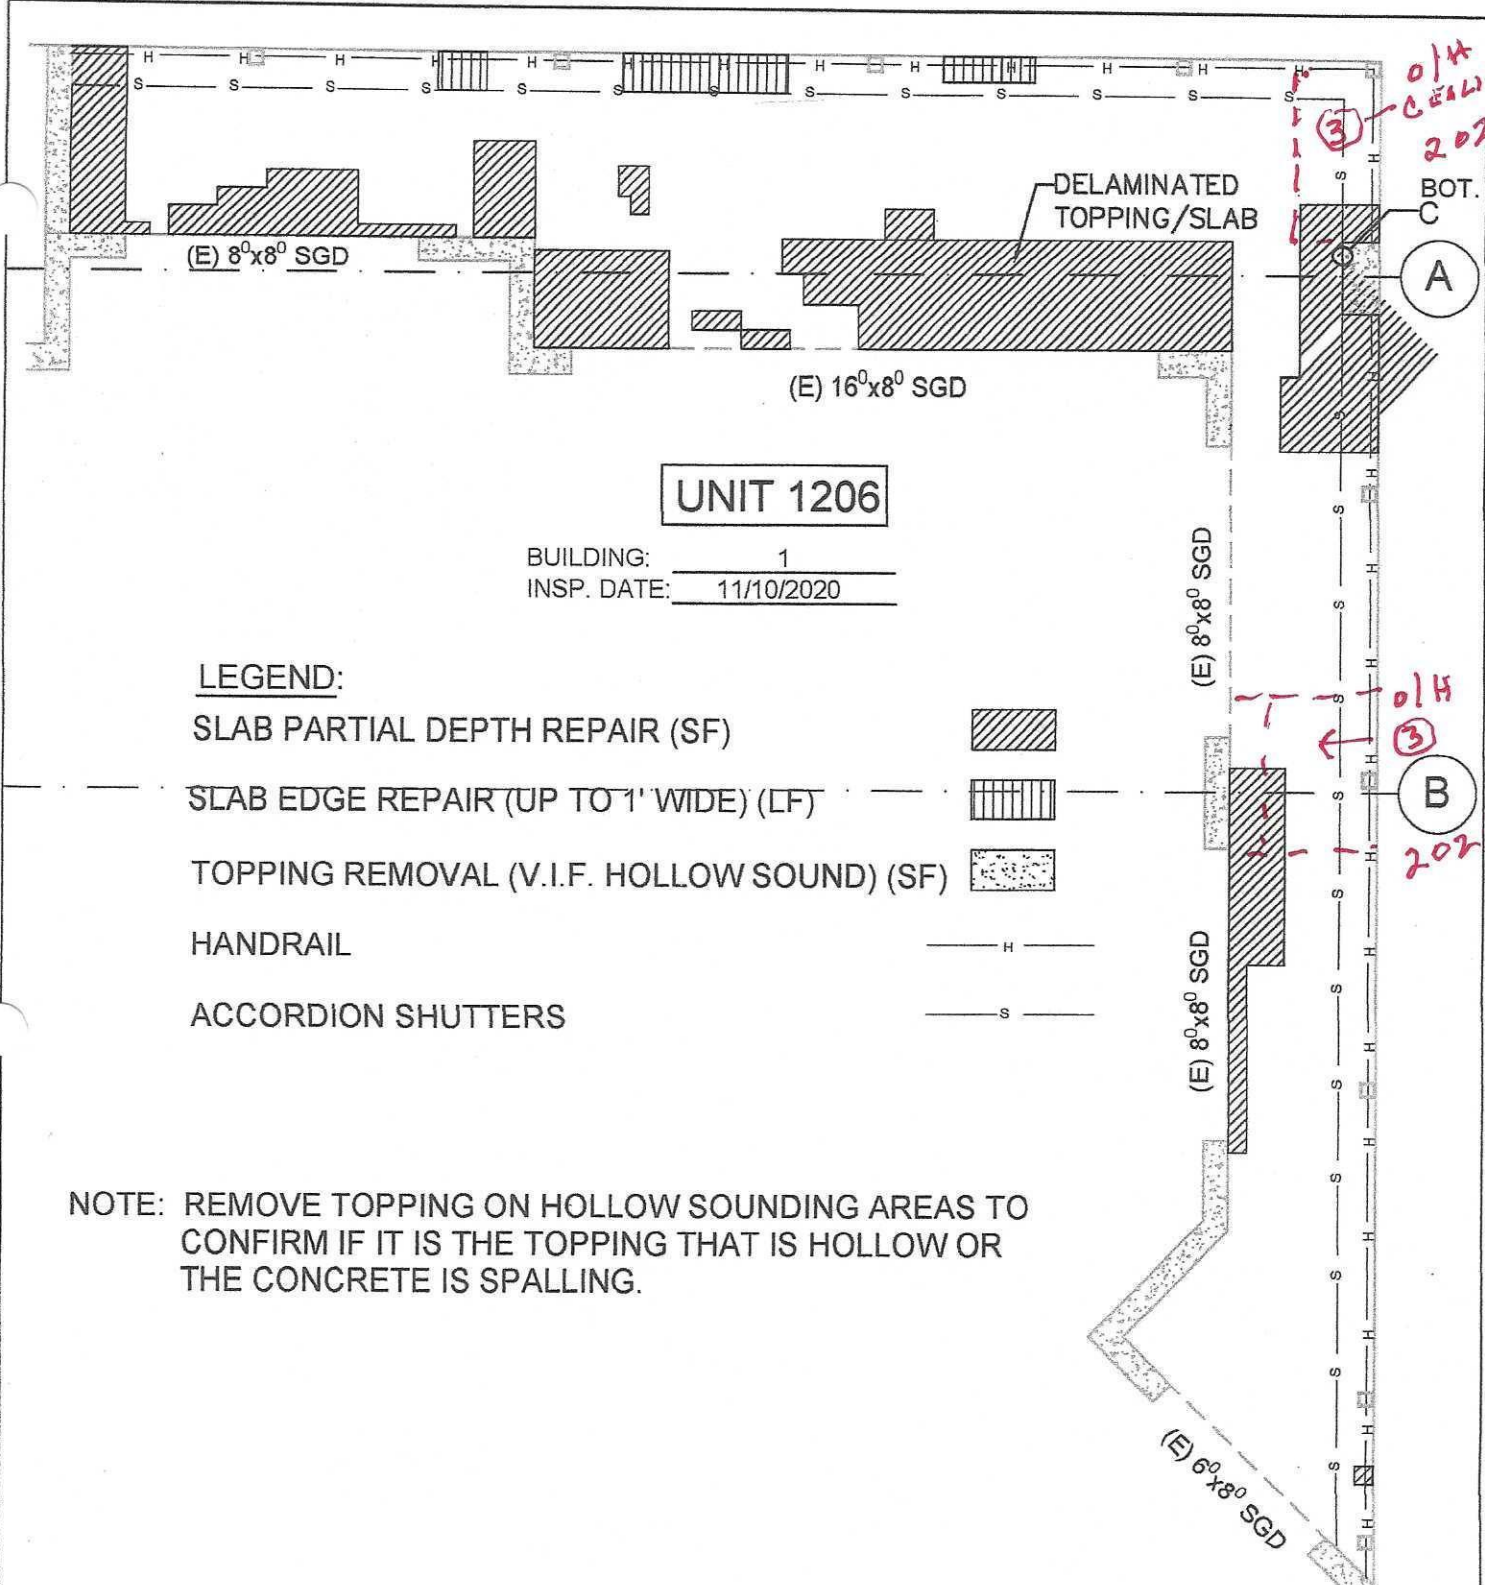 H H H H H H H H H H H H
S S S S S S S S S S S S S
O/H
3
202
H
S
DELAMINATED
TOPPING/SLAB
BOT.
C
(E) 8⁰x8⁰ SGD
A
(E) 16⁰x8⁰ SGD
UNIT 1206
BUILDING: 1
INSP. DATE: 11/10/2020
(E) 8⁰x8⁰ SGD
LEGEND:
O/H
SLAB PARTIAL DEPTH REPAIR (SF)
3
SLAB EDGE REPAIR (UP TO 1' WIDE) (LF)
B
202
TOPPING REMOVAL (V.I.F. HOLLOW SOUND) (SF)
HANDRAIL H
ACCORDION SHUTTERS S
(E) 8⁰x8⁰ SGD
NOTE: REMOVE TOPPING ON HOLLOW SOUNDING AREAS TO
CONFIRM IF IT IS THE TOPPING THAT IS HOLLOW OR
THE CONCRETE IS SPALLING.
(E) 6⁰x8⁰ SGD